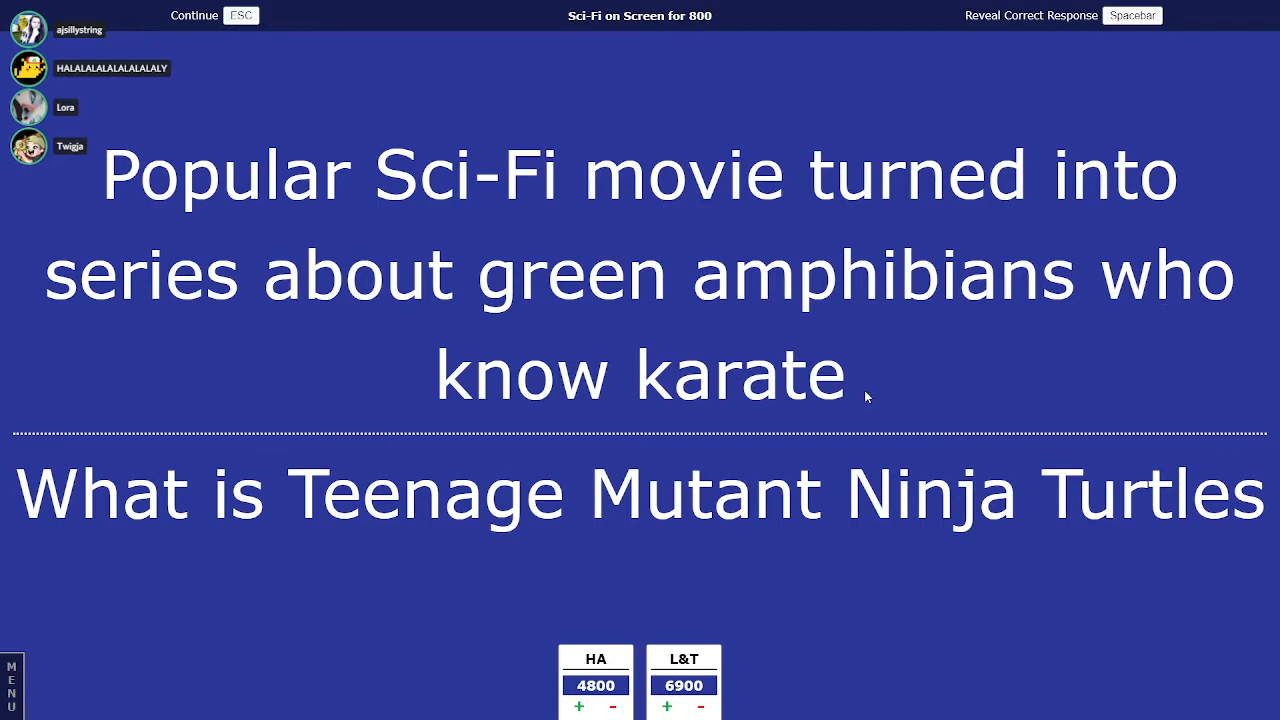 Continue ESC
Sci-Fi on Screen for 800
Reveal Correct Response Spacebar
ajsillystring
HALALALALALALALALY
Lora
Twigja
Popular Sci-Fi movie turned into
series about green amphibians who
know karate
What is Teenage Mutant Ninja Turtles
MENU
HA
4800
+ -
L&T
6900
+ -